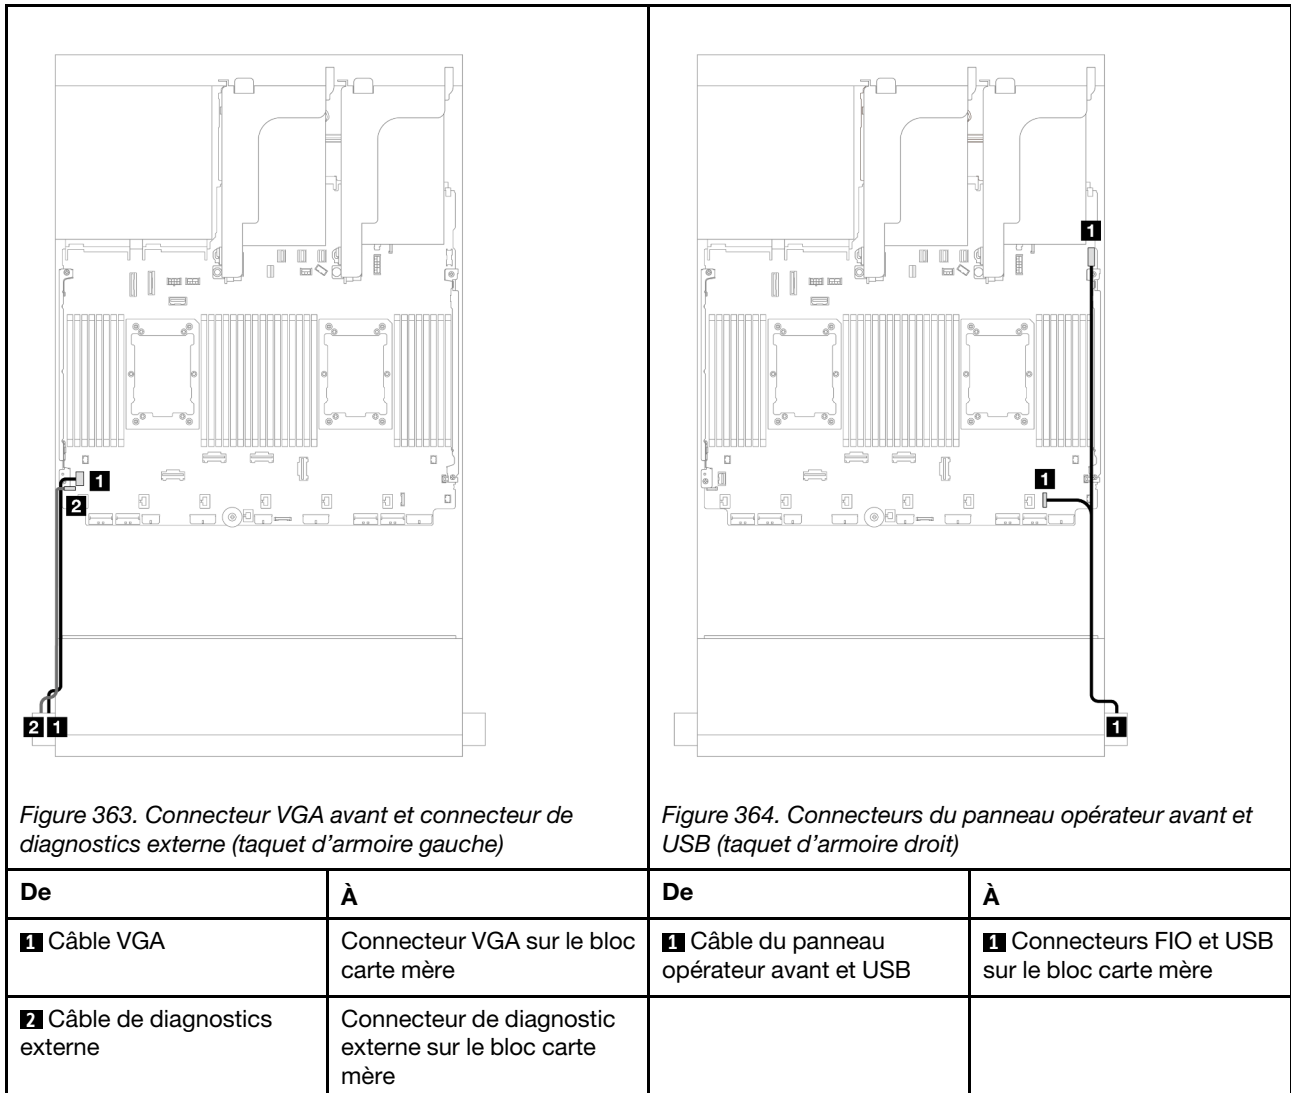 1
2
2 1
Figure 363. Connecteur VGA avant et connecteur de
diagnostics externe (taquet d'armoire gauche)
1
1
1
Figure 364. Connecteurs du panneau opérateur avant et
USB (taquet d'armoire droit)
De
À
De
À
1 Câble VGA
Connecteur VGA sur le bloc
carte mère
1 Câble du panneau
opérateur avant et USB
1 Connecteurs FIO et USB
sur le bloc carte mère
2 Câble de diagnostics
externe
Connecteur de diagnostic
externe sur le bloc carte
mère